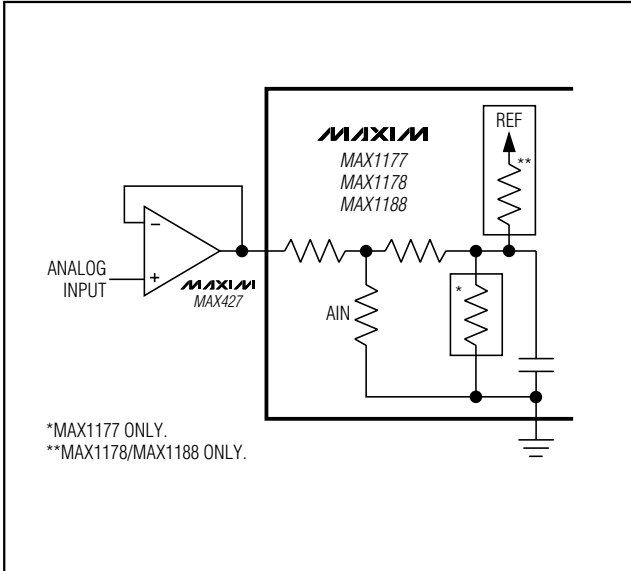 REF
**
MAXIM
MAX1177
MAX1178
MAX1188
−
+
ANALOG
INPUT
MAXIM
MAX427
AIN
*
*MAX1177 ONLY.
**MAX1178/MAX1188 ONLY.